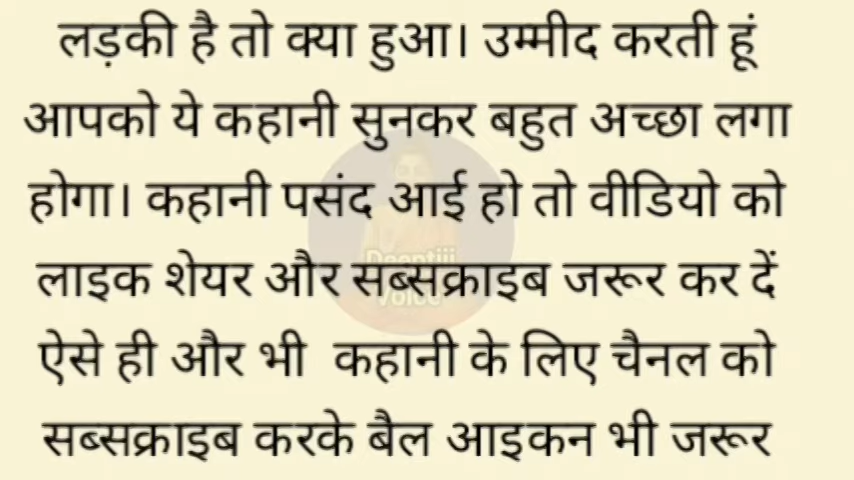 लड़की है तो क्या हुआ। उम्मीद करती हूं
आपको ये कहानी सुनकर बहुत अच्छा लगा
होगा। कहानी पसंद आई हो तो वीडियो को
लाइक शेयर और सब्सक्राइब जरूर कर दें
ऐसे ही और भी कहानी के लिए चैनल को
सब्सक्राइब करके बैल आइकन भी जरूर
Voice